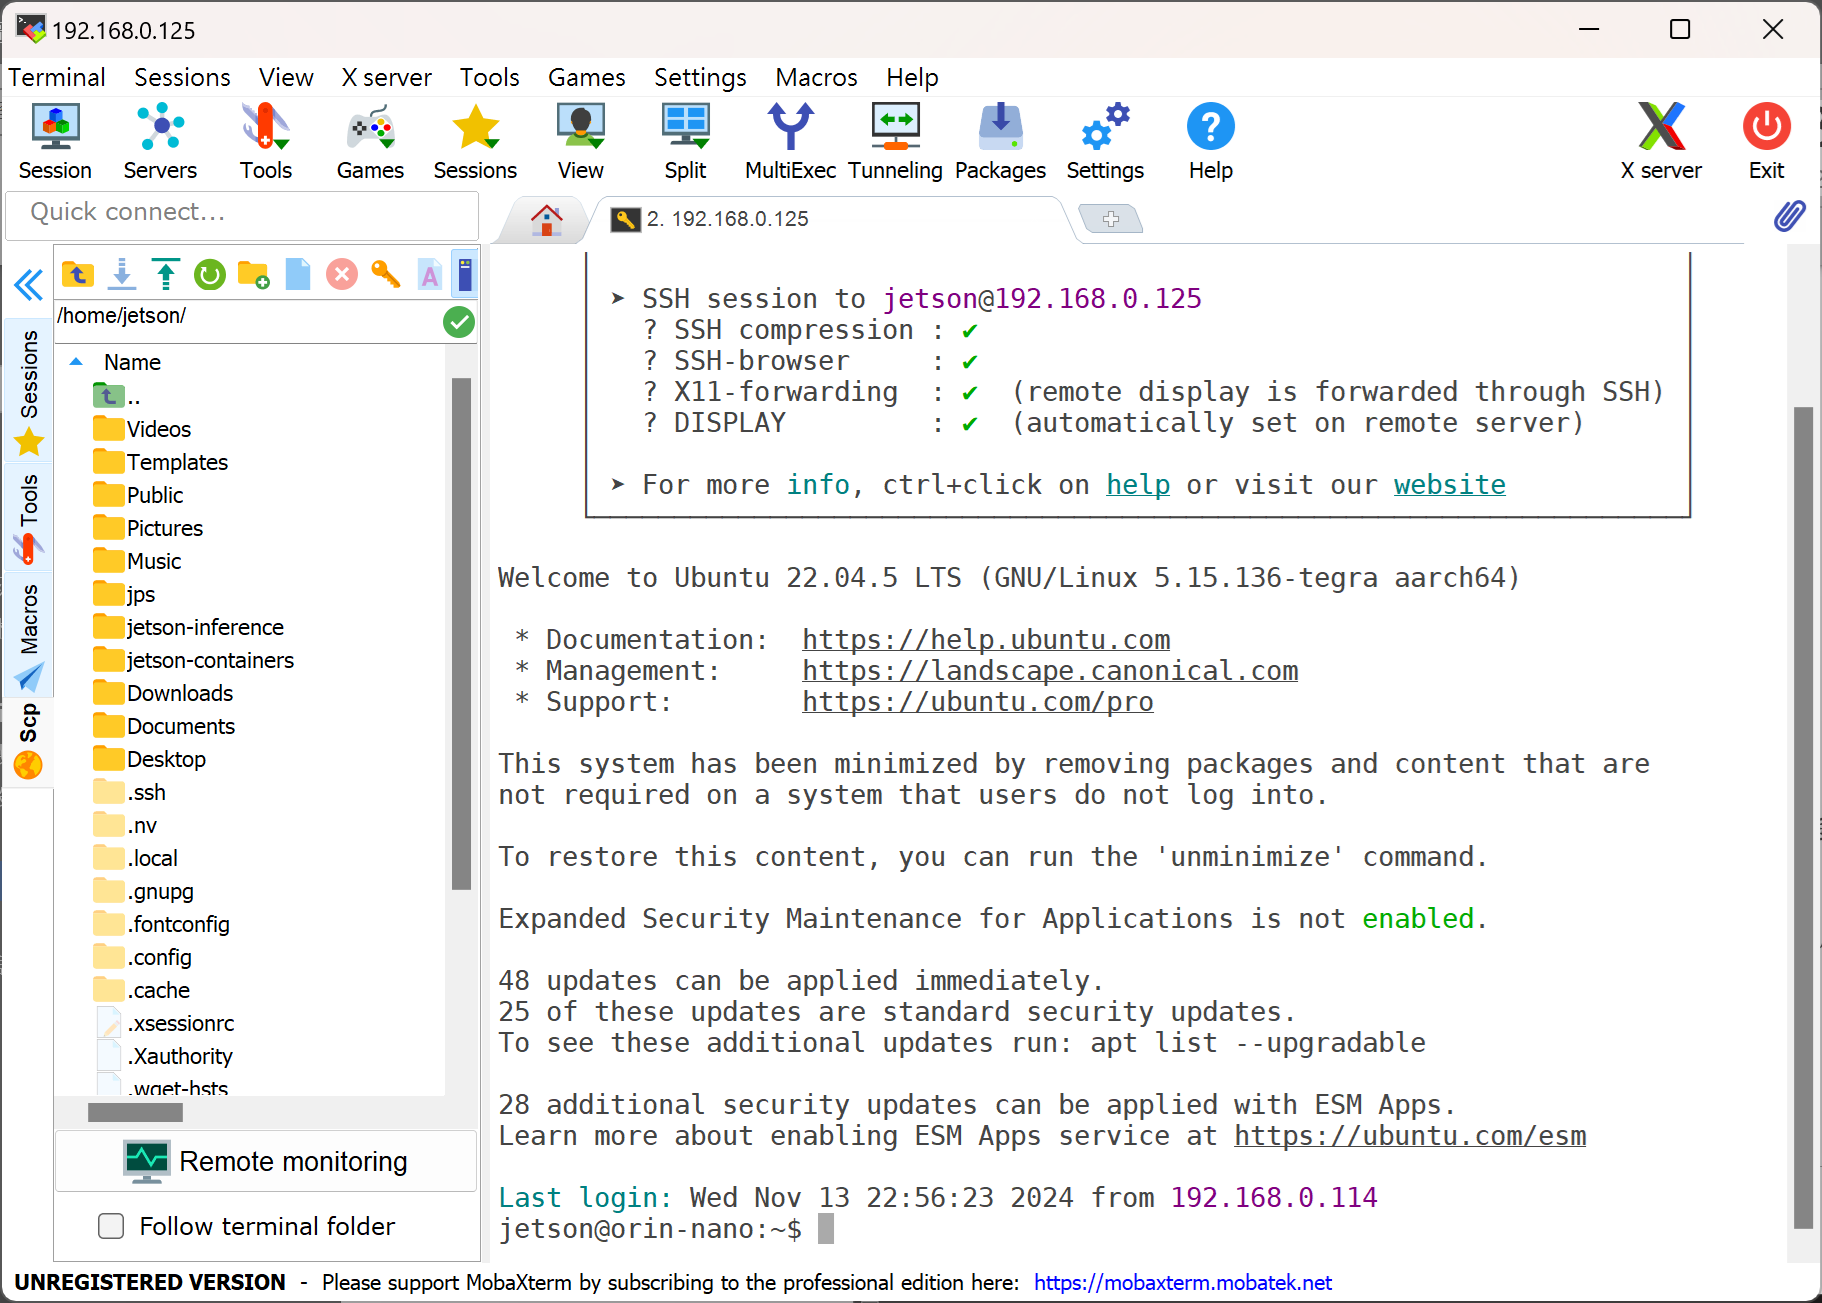 192.168.0.125
Terminal Sessions View X server Tools Games Settings Macros Help
Session Servers Tools Games Sessions View Split MultiExec Tunneling Packages Settings Help X server Exit
Quick connect...
2. 192.168.0.125
/home/jetson/
Name
..
Videos
Templates
Public
Pictures
Music
jps
jetson-inference
jetson-containers
Downloads
Documents
Desktop
.ssh
.nv
.local
.gnupg
.fontconfig
.config
.cache
.xsessionrc
.Xauthority
.wget-hsts
Sessions
Tools
Macros
Scp
Remote monitoring
Follow terminal folder
➤ SSH session to jetson@192.168.0.125
? SSH compression : ✔
? SSH-browser : ✔
? X11-forwarding : ✔ (remote display is forwarded through SSH)
? DISPLAY : ✔ (automatically set on remote server)
➤ For more info, ctrl+click on help or visit our website
Welcome to Ubuntu 22.04.5 LTS (GNU/Linux 5.15.136-tegra aarch64)
* Documentation: https://help.ubuntu.com
* Management: https://landscape.canonical.com
* Support: https://ubuntu.com/pro
This system has been minimized by removing packages and content that are
not required on a system that users do not log into.
To restore this content, you can run the 'unminimize' command.
Expanded Security Maintenance for Applications is not enabled.
48 updates can be applied immediately.
25 of these updates are standard security updates.
To see these additional updates run: apt list --upgradable
28 additional security updates can be applied with ESM Apps.
Learn more about enabling ESM Apps service at https://ubuntu.com/esm
Last login: Wed Nov 13 22:56:23 2024 from 192.168.0.114
jetson@orin-nano:~$
UNREGISTERED VERSION - Please support MobaXterm by subscribing to the professional edition here: https://mobaxterm.mobatek.net